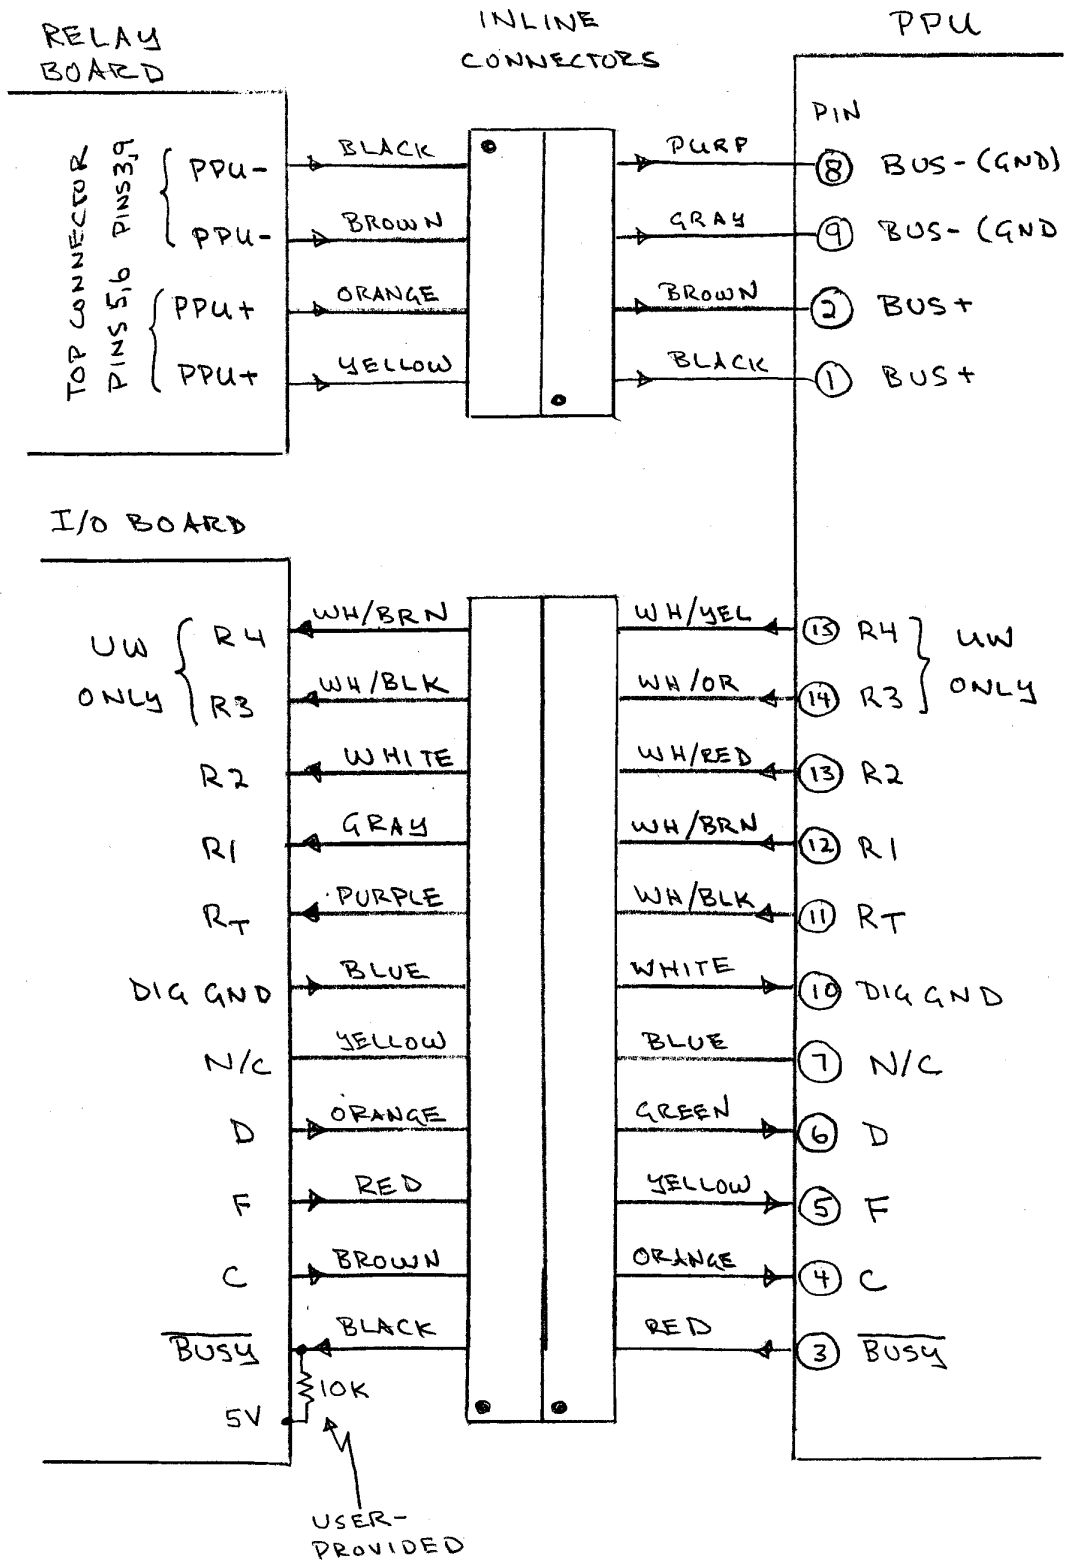 RELAY
BOARD
INLINE
CONNECTORS
PPU
PIN
TOP CONNECTOR
PINS 3,9
PINS 5,6
PPU- BLACK PURP 8 BUS- (GND)
PPU- BROWN GRAY 9 BUS- (GND
PPU+ ORANGE BROWN 2 BUS+
PPU+ YELLOW BLACK 1 BUS+
I/O BOARD
UW
ONLY
R4 WH/BRN WH/YEL 15 R4
R3 WH/BLK WH/OR 14 R3
UW
ONLY
R2 WHITE WH/RED 13 R2
R1 GRAY WH/BRN 12 R1
RT PURPLE WH/BLK 11 RT
DIG GND BLUE WHITE 10 DIG GND
N/C YELLOW BLUE 7 N/C
D ORANGE GREEN 6 D
F RED YELLOW 5 F
C BROWN ORANGE 4 C
BUSY BLACK RED 3 BUSY
10K
5V
USER-
PROVIDED